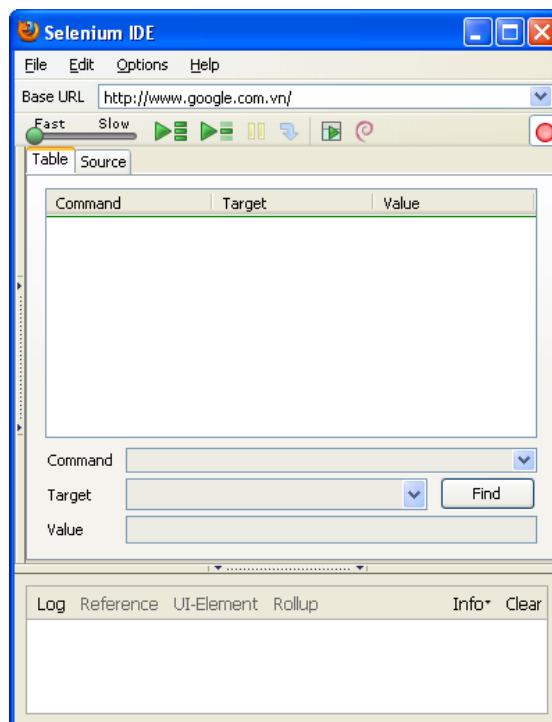 Selenium IDE
File Edit Options Help
Base URL http://www.google.com.vn/
Fast Slow
Table Source
Command Target Value
Command
Target Find
Value
Log Reference UI-Element Rollup Info Clear